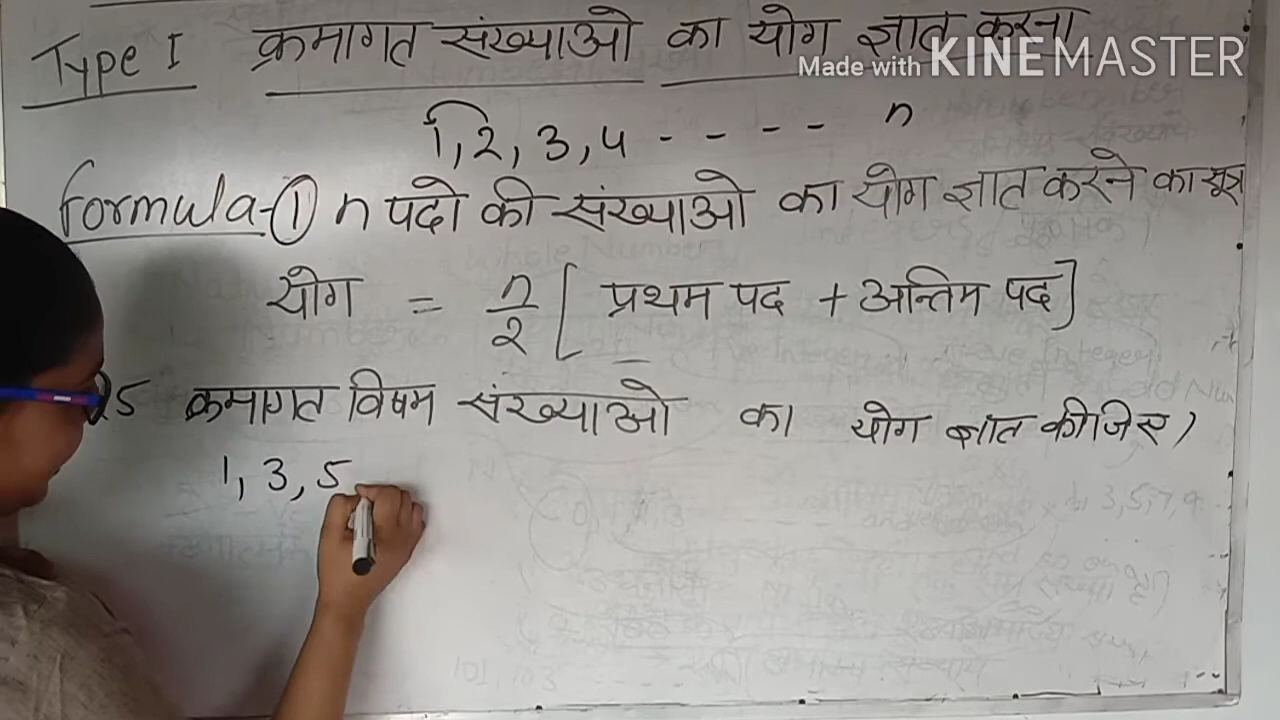 Type I क्रमागत संख्याओ का योग ज्ञात करना
Made with KINEMASTER
1, 2, 3, 4 - - - - n
Formula-① n पदो की संख्याओ का योग ज्ञात करने का सूत्र
योग = n/2 [ प्रथम पद + अन्तिम पद ]
25 क्रमागत विषम संख्याओ का योग ज्ञात कीजिए।
1, 3, 5